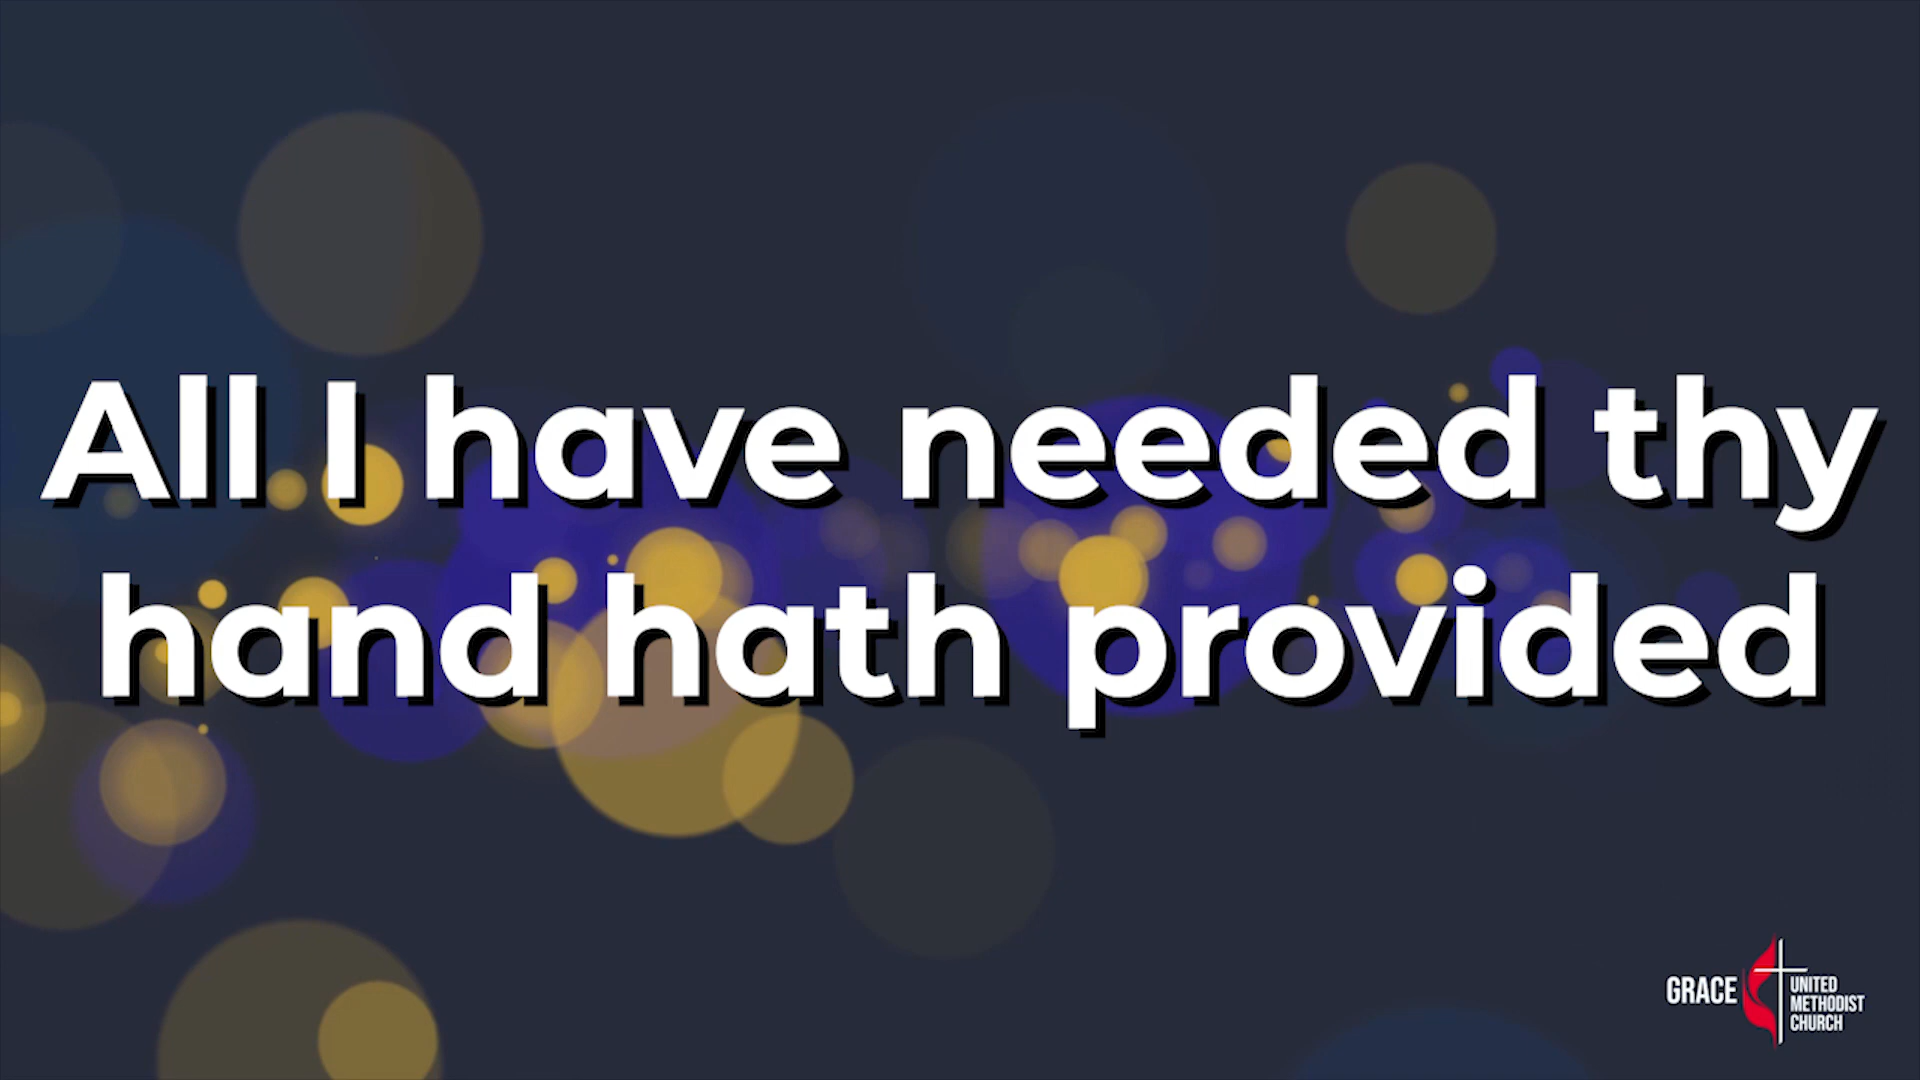 All I have needed thy
hand hath provided
GRACE
UNITED
METHODIST
CHURCH